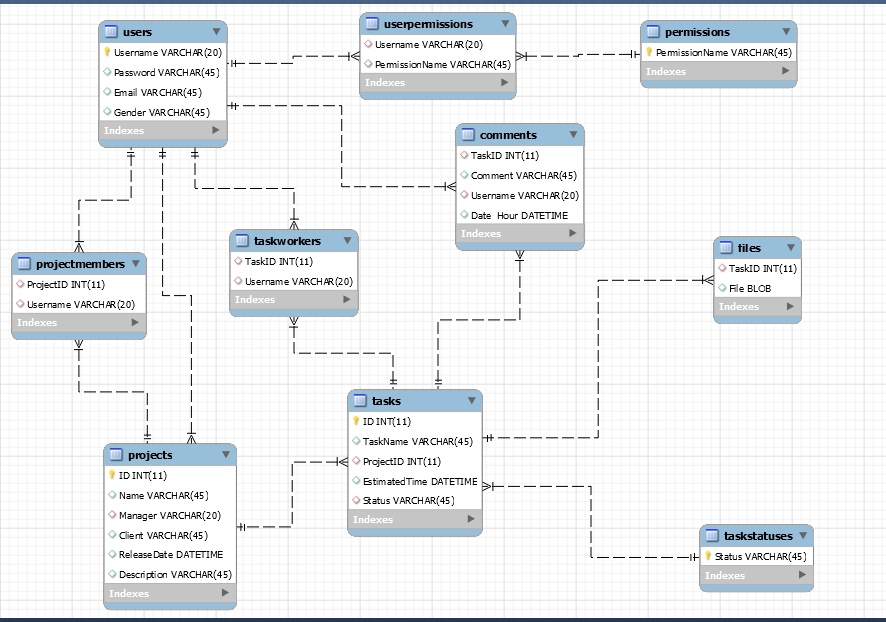 users
Username VARCHAR(20)
Password VARCHAR(45)
Email VARCHAR(45)
Gender VARCHAR(45)
Indexes
userpermissions
Username VARCHAR(20)
PermissionName VARCHAR(45)
Indexes
permissions
PermissionName VARCHAR(45)
Indexes
comments
TaskID INT(11)
Comment VARCHAR(45)
Username VARCHAR(20)
Date_Hour DATETIME
Indexes
projectmembers
ProjectID INT(11)
Username VARCHAR(20)
Indexes
taskworkers
TaskID INT(11)
Username VARCHAR(20)
Indexes
files
TaskID INT(11)
File BLOB
Indexes
tasks
ID INT(11)
TaskName VARCHAR(45)
ProjectID INT(11)
EstimatedTime DATETIME
Status VARCHAR(45)
Indexes
projects
ID INT(11)
Name VARCHAR(45)
Manager VARCHAR(20)
Client VARCHAR(45)
ReleaseDate DATETIME
Description VARCHAR(45)
Indexes
taskstatuses
Status VARCHAR(45)
Indexes